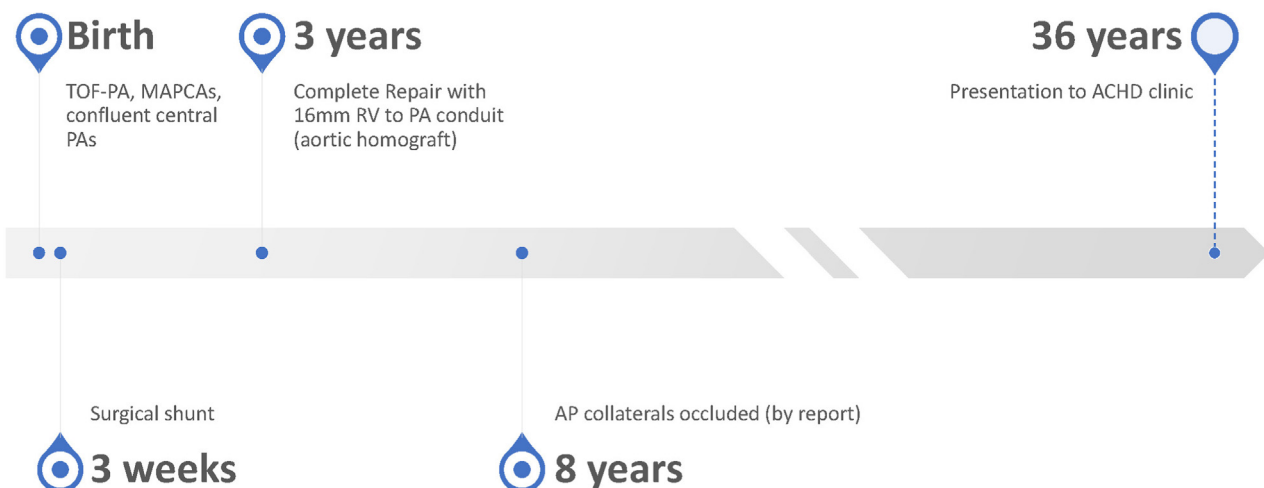 Birth
TOF-PA, MAPCAs,
confluent central
PAs
3 years
Complete Repair with
16mm RV to PA conduit
(aortic homograft)
36 years
Presentation to ACHD clinic
Surgical shunt
3 weeks
AP collaterals occluded (by report)
8 years